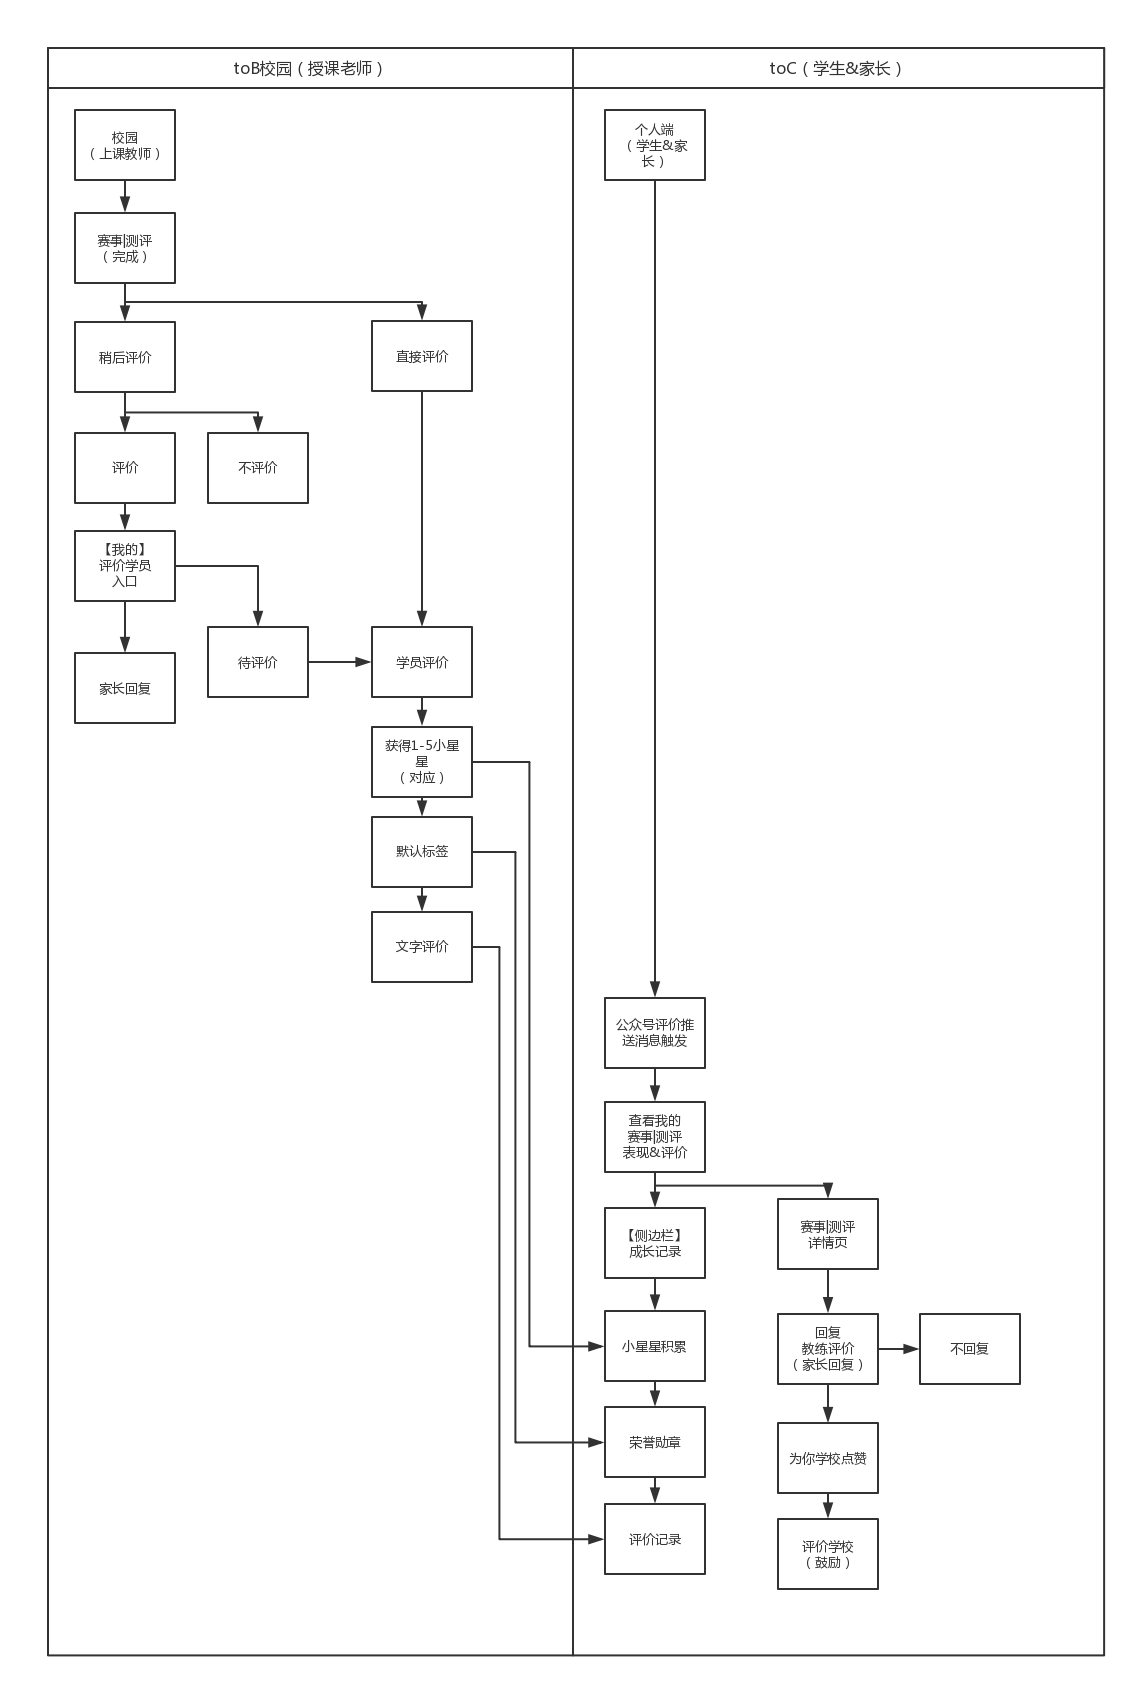 toB校园（授课老师）
toC（学生&家长）
校园
（上课教师）
赛事|测评
（完成）
稍后评价
直接评价
评价
不评价
【我的】
评价学员
入口
家长回复
待评价
学员评价
获得1-5小星
星
（对应）
默认标签
文字评价
个人端
（学生&家
长）
公众号评价推
送消息触发
查看我的
赛事|测评
表现&评价
【侧边栏】
成长记录
小星星积累
荣誉勋章
评价记录
赛事|测评
详情页
回复
教练评价
（家长回复）
不回复
为你学校点赞
评价学校
（鼓励）